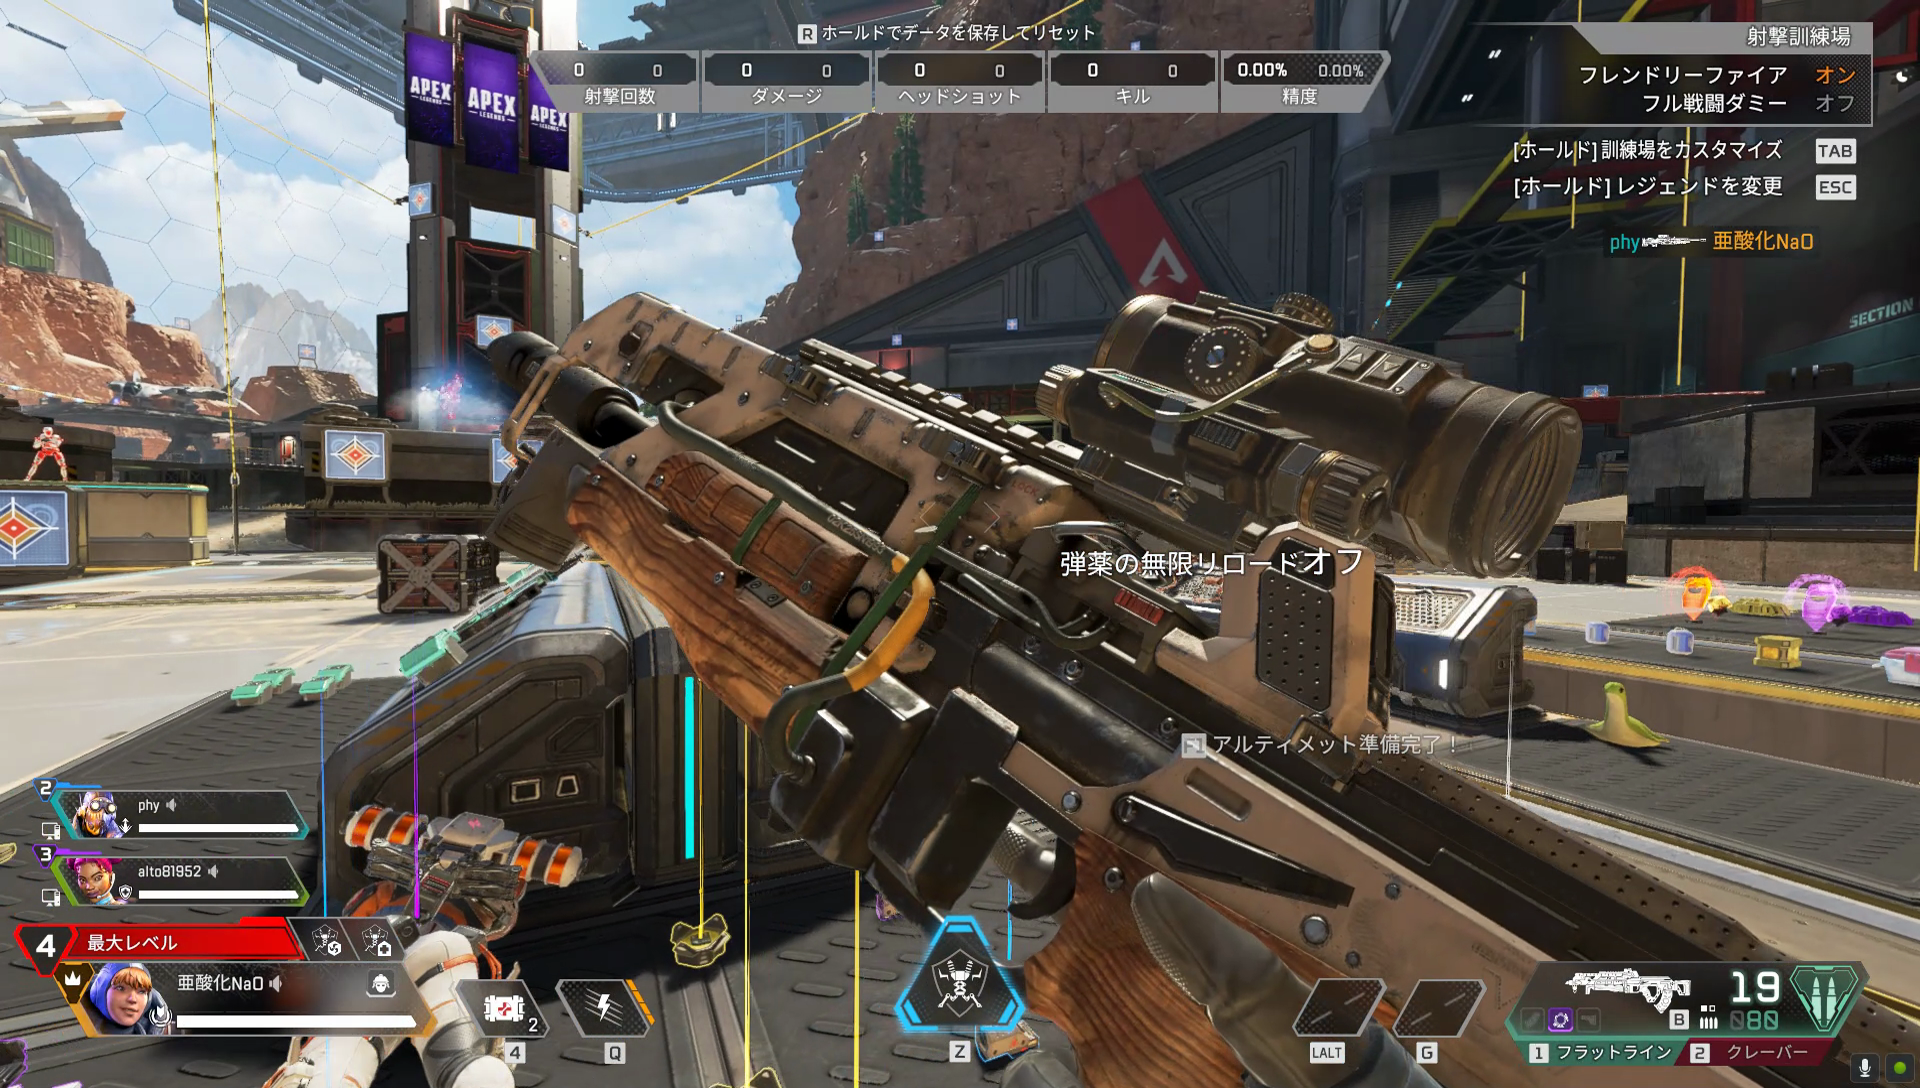 R ホールドでデータを保存してリセット
0 0 0 0 0 0 0 0 0.00% 0.00%
射撃回数 ダメージ ヘッドショット キル 精度
射撃訓練場
フレンドリーファイア オン
フル戦闘ダミー オフ
[ホールド]訓練場をカスタマイズ TAB
[ホールド]レジェンドを変更 ESC
phy 亜酸化NaO
APEX LEGENDS
APEX LEGENDS
APEX LEGENDS
SECTION
弾薬の無限リロードオフ
F1 アルティメット準備完了！
2 phy
3 alto81952
4 最大レベル
亜酸化NaO
2
4
Q
Z
LALT
G
19
B 080
1 フラットライン 2 クレーバー